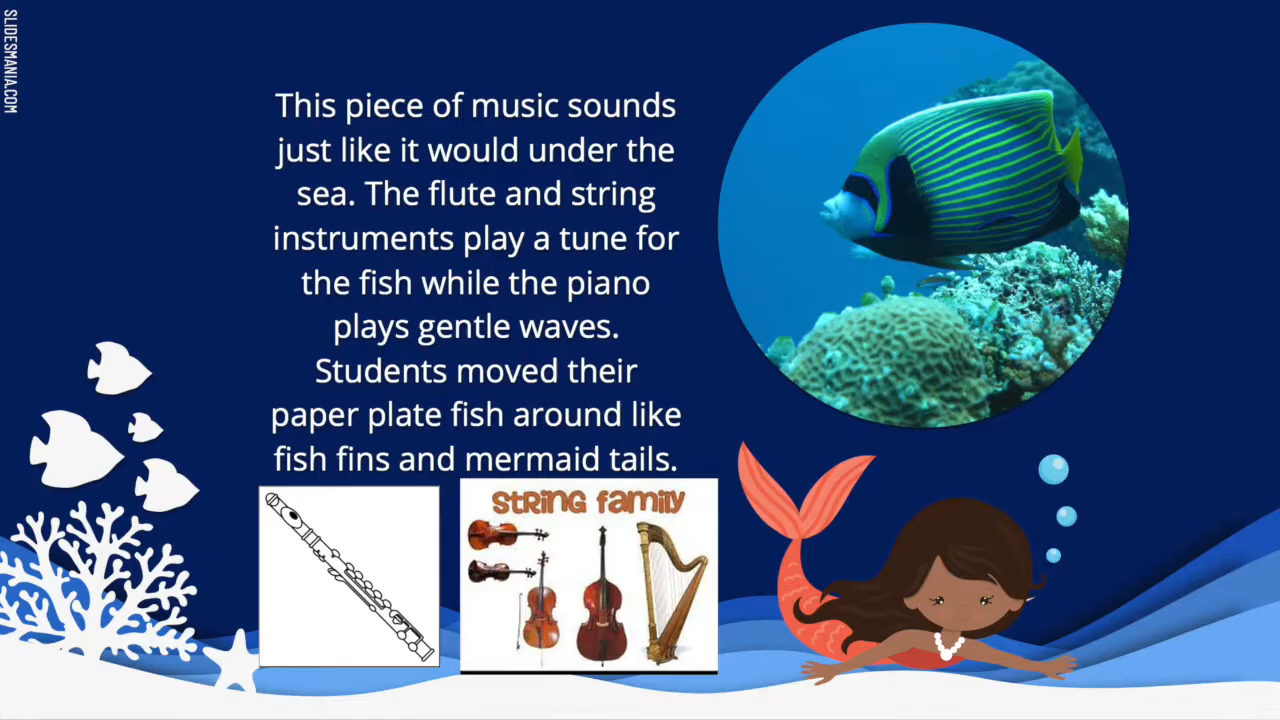 SLIDESMANIA.COM
This piece of music sounds
just like it would under the
sea. The flute and string
instruments play a tune for
the fish while the piano
plays gentle waves.
Students moved their
paper plate fish around like
fish fins and mermaid tails.
STRING FAMILY